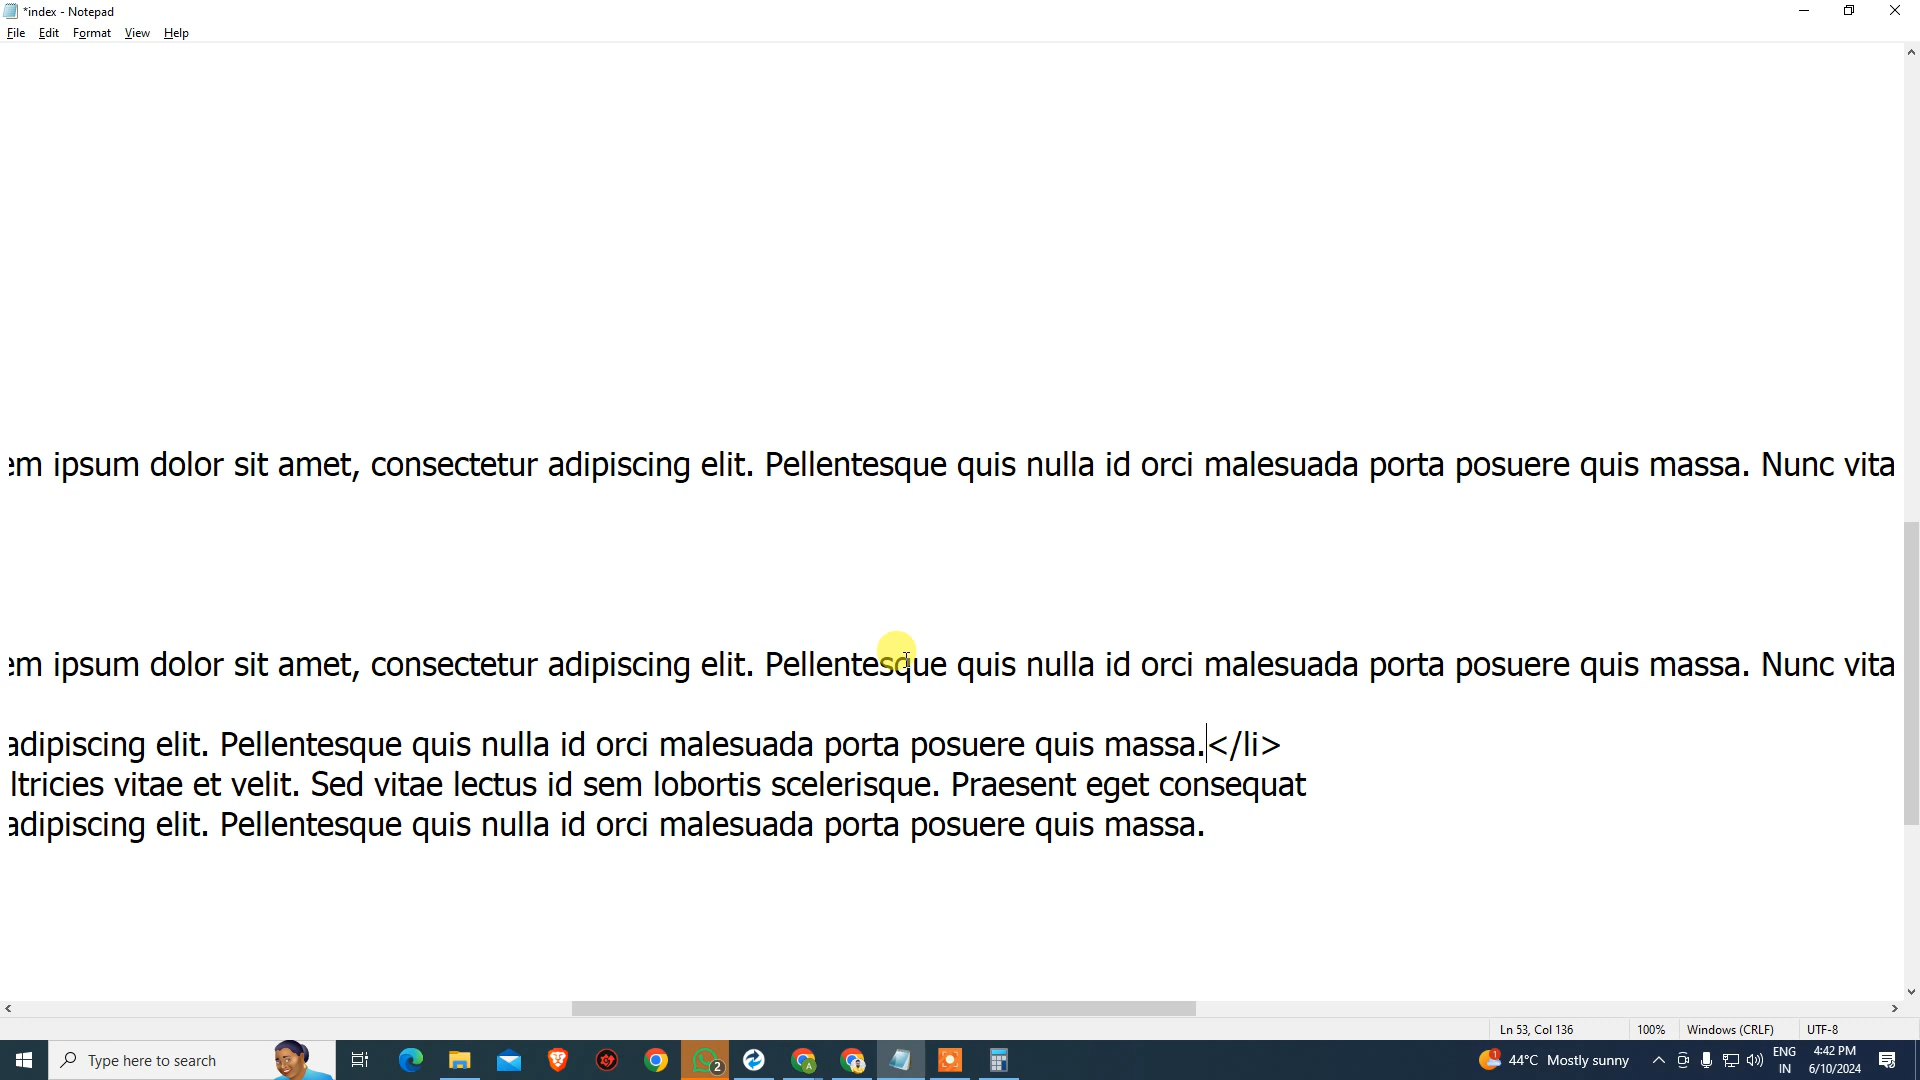 *index - Notepad
File Edit Format View Help
em ipsum dolor sit amet, consectetur adipiscing elit. Pellentesque quis nulla id orci malesuada porta posuere quis massa. Nunc vita
em ipsum dolor sit amet, consectetur adipiscing elit. Pellentesque quis nulla id orci malesuada porta posuere quis massa. Nunc vita
adipiscing elit. Pellentesque quis nulla id orci malesuada porta posuere quis massa.</li>
ltricies vitae et velit. Sed vitae lectus id sem lobortis scelerisque. Praesent eget consequat
adipiscing elit. Pellentesque quis nulla id orci malesuada porta posuere quis massa.
Ln 53, Col 136 100% Windows (CRLF) UTF-8
Type here to search 2 A 1 44°C Mostly sunny ENG IN 4:42 PM 6/10/2024